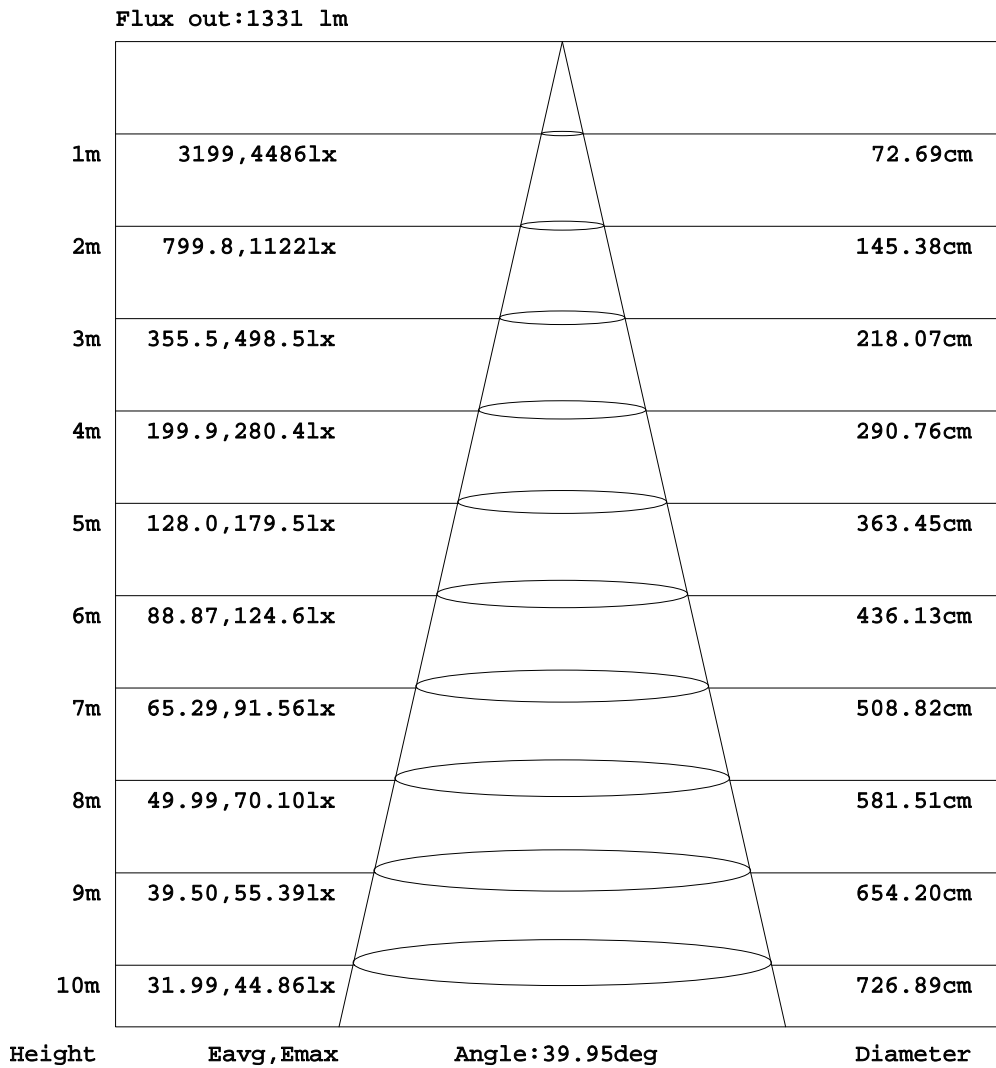 Flux out:1331 lm
1m 3199,4486lx 72.69cm
2m 799.8,1122lx 145.38cm
3m 355.5,498.5lx 218.07cm
4m 199.9,280.4lx 290.76cm
5m 128.0,179.5lx 363.45cm
6m 88.87,124.6lx 436.13cm
7m 65.29,91.56lx 508.82cm
8m 49.99,70.10lx 581.51cm
9m 39.50,55.39lx 654.20cm
10m 31.99,44.86lx 726.89cm
Height Eavg,Emax Angle:39.95deg Diameter